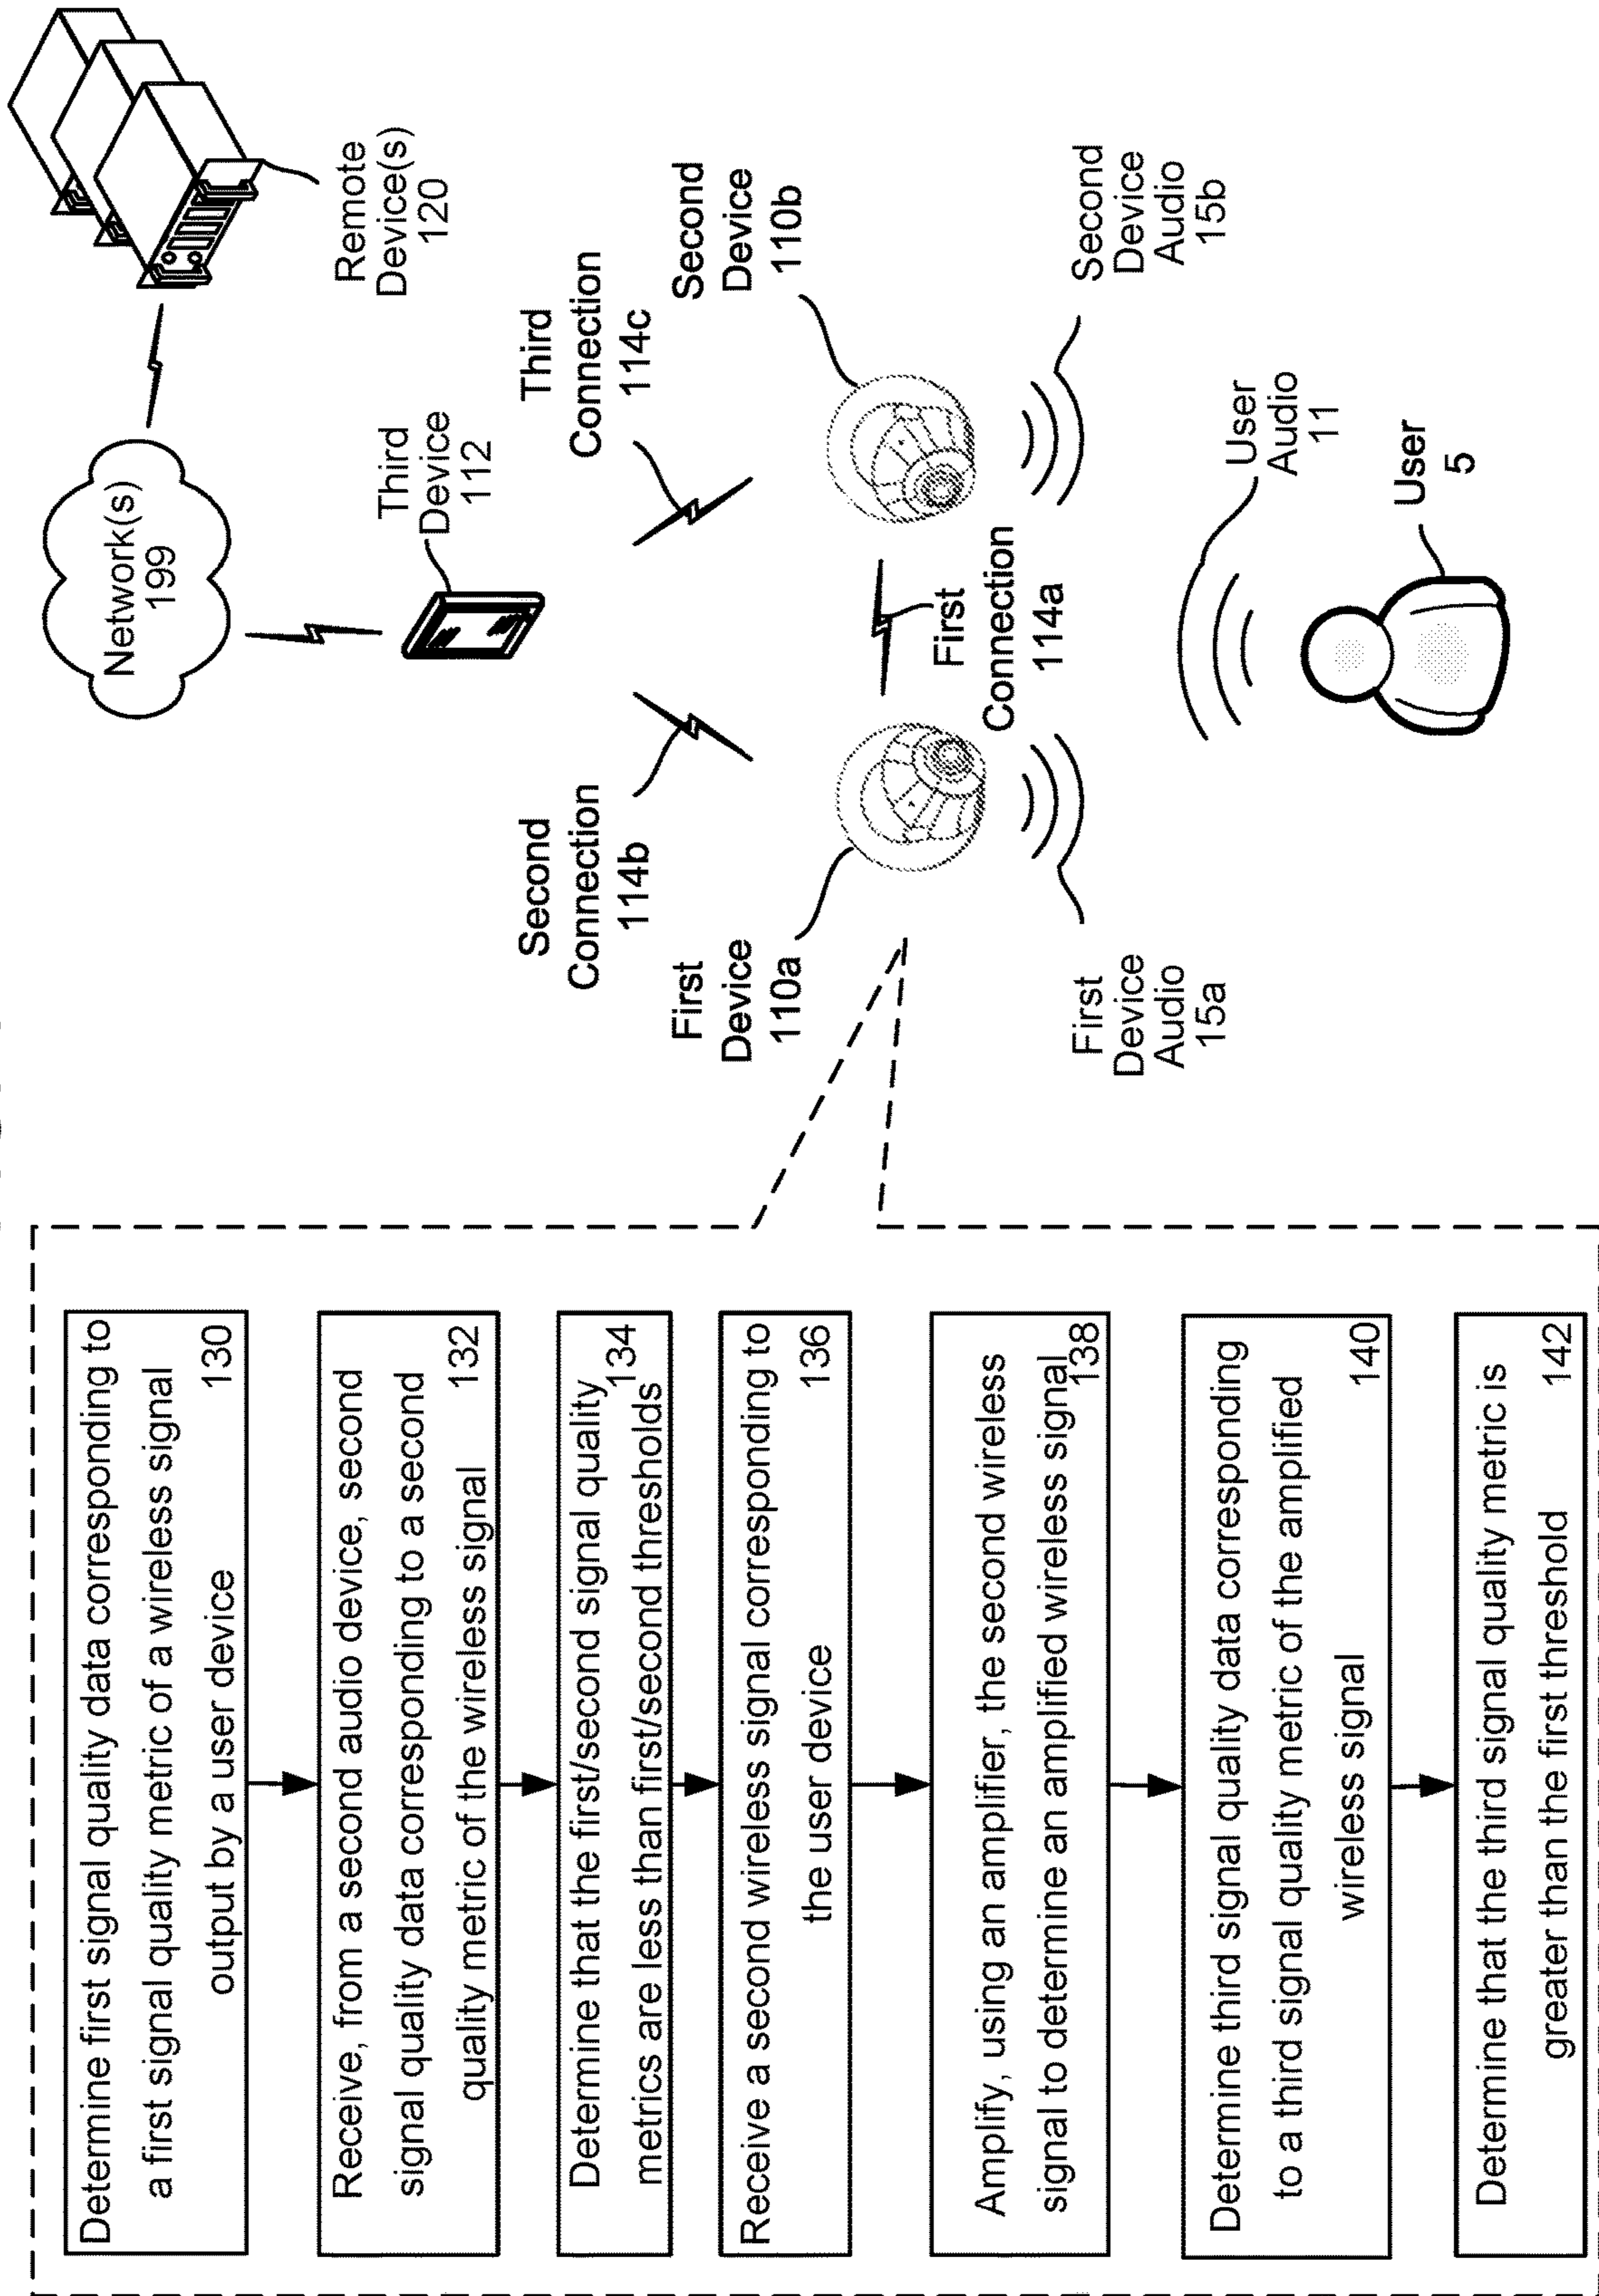 Determine first signal quality data corresponding to
a first signal quality metric of a wireless signal
output by a user device
130
Receive, from a second audio device, second
signal quality data corresponding to a second
quality metric of the wireless signal
132
Determine that the first/second signal quality
134
metrics are less than first/second thresholds
Receive a second wireless signal corresponding to
the user device
136
Amplify, using an amplifier, the second wireless
signal to determine an amplified wireless signal
138
Determine third signal quality data corresponding
to a third signal quality metric of the amplified
wireless signal
140
Determine that the third signal quality metric is
greater than the first threshold
142
Network(s)
199
Remote
Device(s)
120
Third
Device
112
Second
Connection
114b
Third
Connection
114c
First
Device
110a
Second
Device
110b
First
Connection
114a
First
Device
Audio
15a
Second
Device
Audio
15b
User
Audio
11
User
5